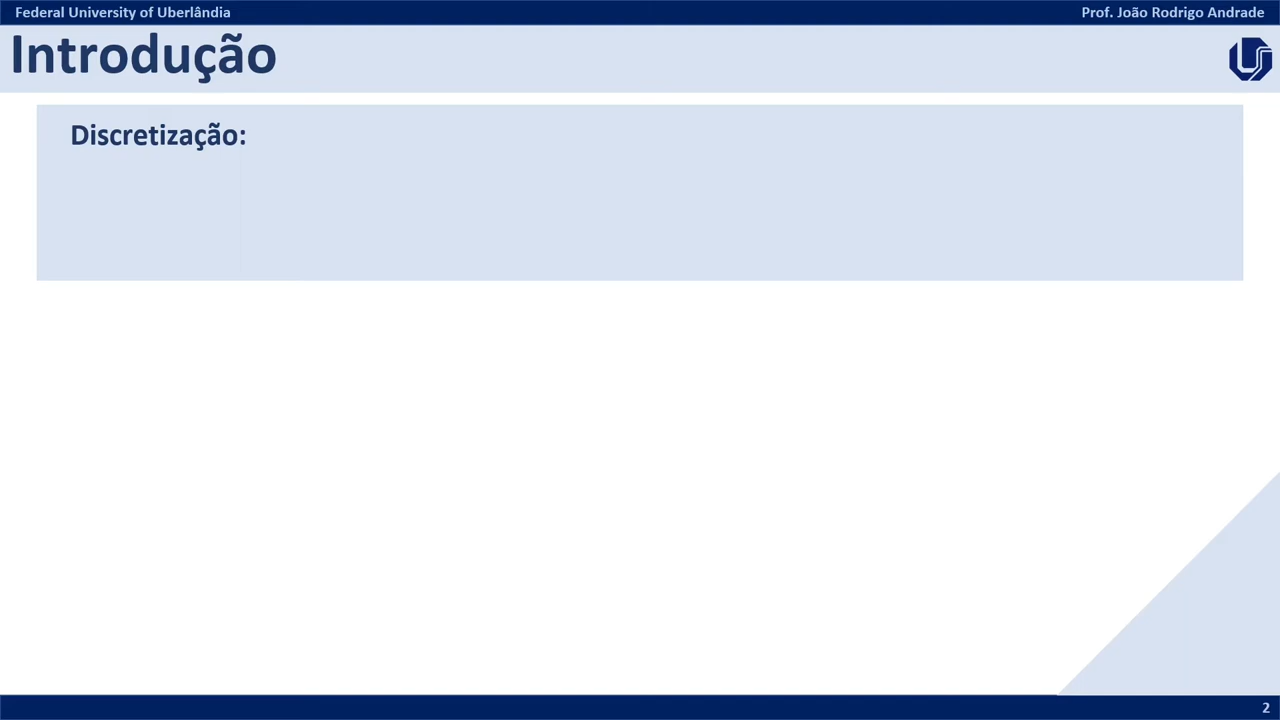 Federal University of Uberlândia
Prof. João Rodrigo Andrade
Introdução
Discretização:
2